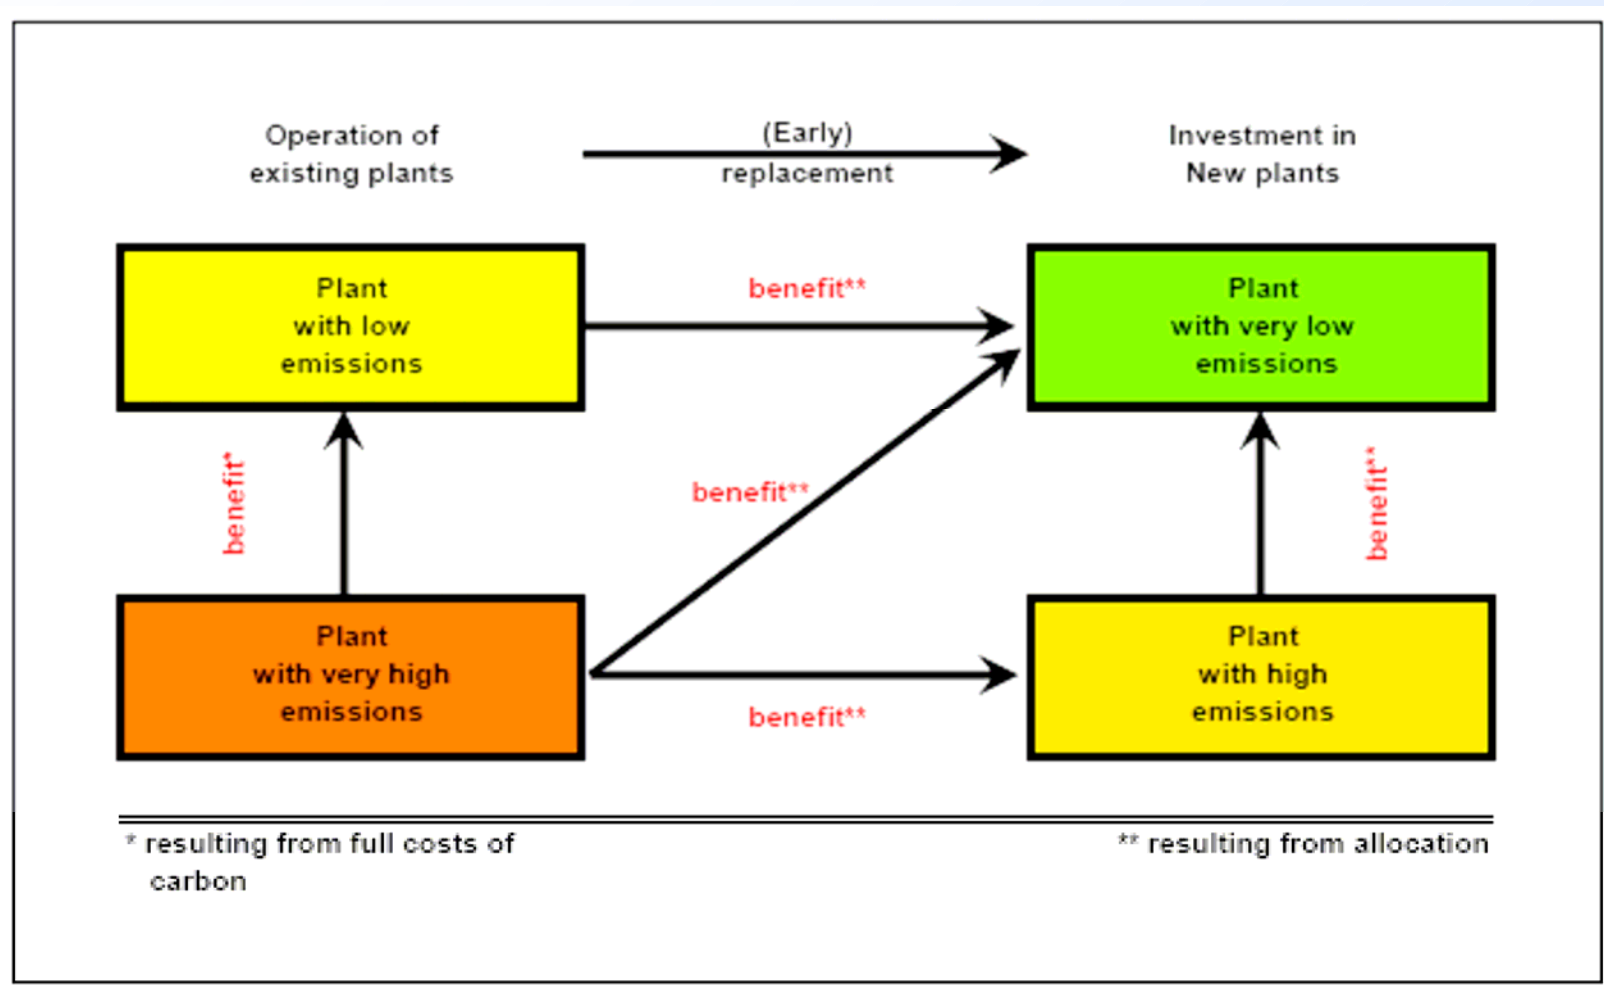 Operation of
existing plants
(Early)
replacement
Investment in
New plants
Plant
with low
emissions
benefit**
Plant
with very low
emissions
benefit*
benefit**
benefit**
Plant
with very high
emissions
benefit**
Plant
with high
emissions
* resulting from full costs of
carbon
** resulting from allocation